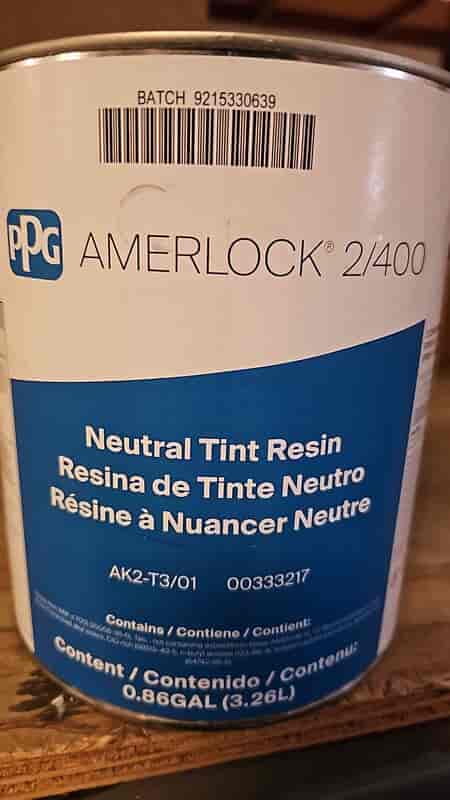 BATCH 9215330639
PPG
AMERLOCK® 2/400
Neutral Tint Resin
Resina de Tinte Neutro
Résine à Nuancer Neutre
AK2-T3/01 00333217
Contains / Contiene / Contient:
Content / Contenido / Contenu:
0.86GAL (3.26L)